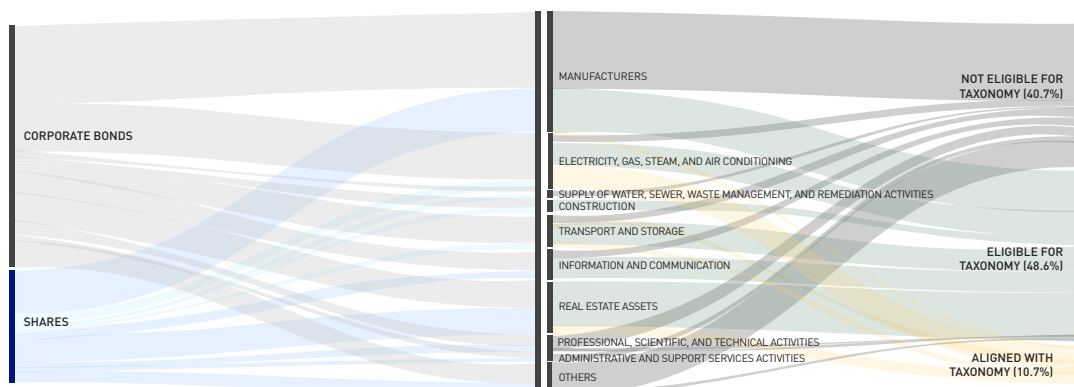 CORPORATE BONDS
SHARES
MANUFACTURERS
ELECTRICITY, GAS, STEAM, AND AIR CONDITIONING
SUPPLY OF WATER, SEWER, WASTE MANAGEMENT, AND REMEDIATION ACTIVITIES
CONSTRUCTION
TRANSPORT AND STORAGE
INFORMATION AND COMMUNICATION
REAL ESTATE ASSETS
PROFESSIONAL, SCIENTIFIC, AND TECHNICAL ACTIVITIES
ADMINISTRATIVE AND SUPPORT SERVICES ACTIVITIES
OTHERS
NOT ELIGIBLE FOR
TAXONOMY (40.7%)
ELIGIBLE FOR
TAXONOMY (48.6%)
ALIGNED WITH
TAXONOMY (10.7%)